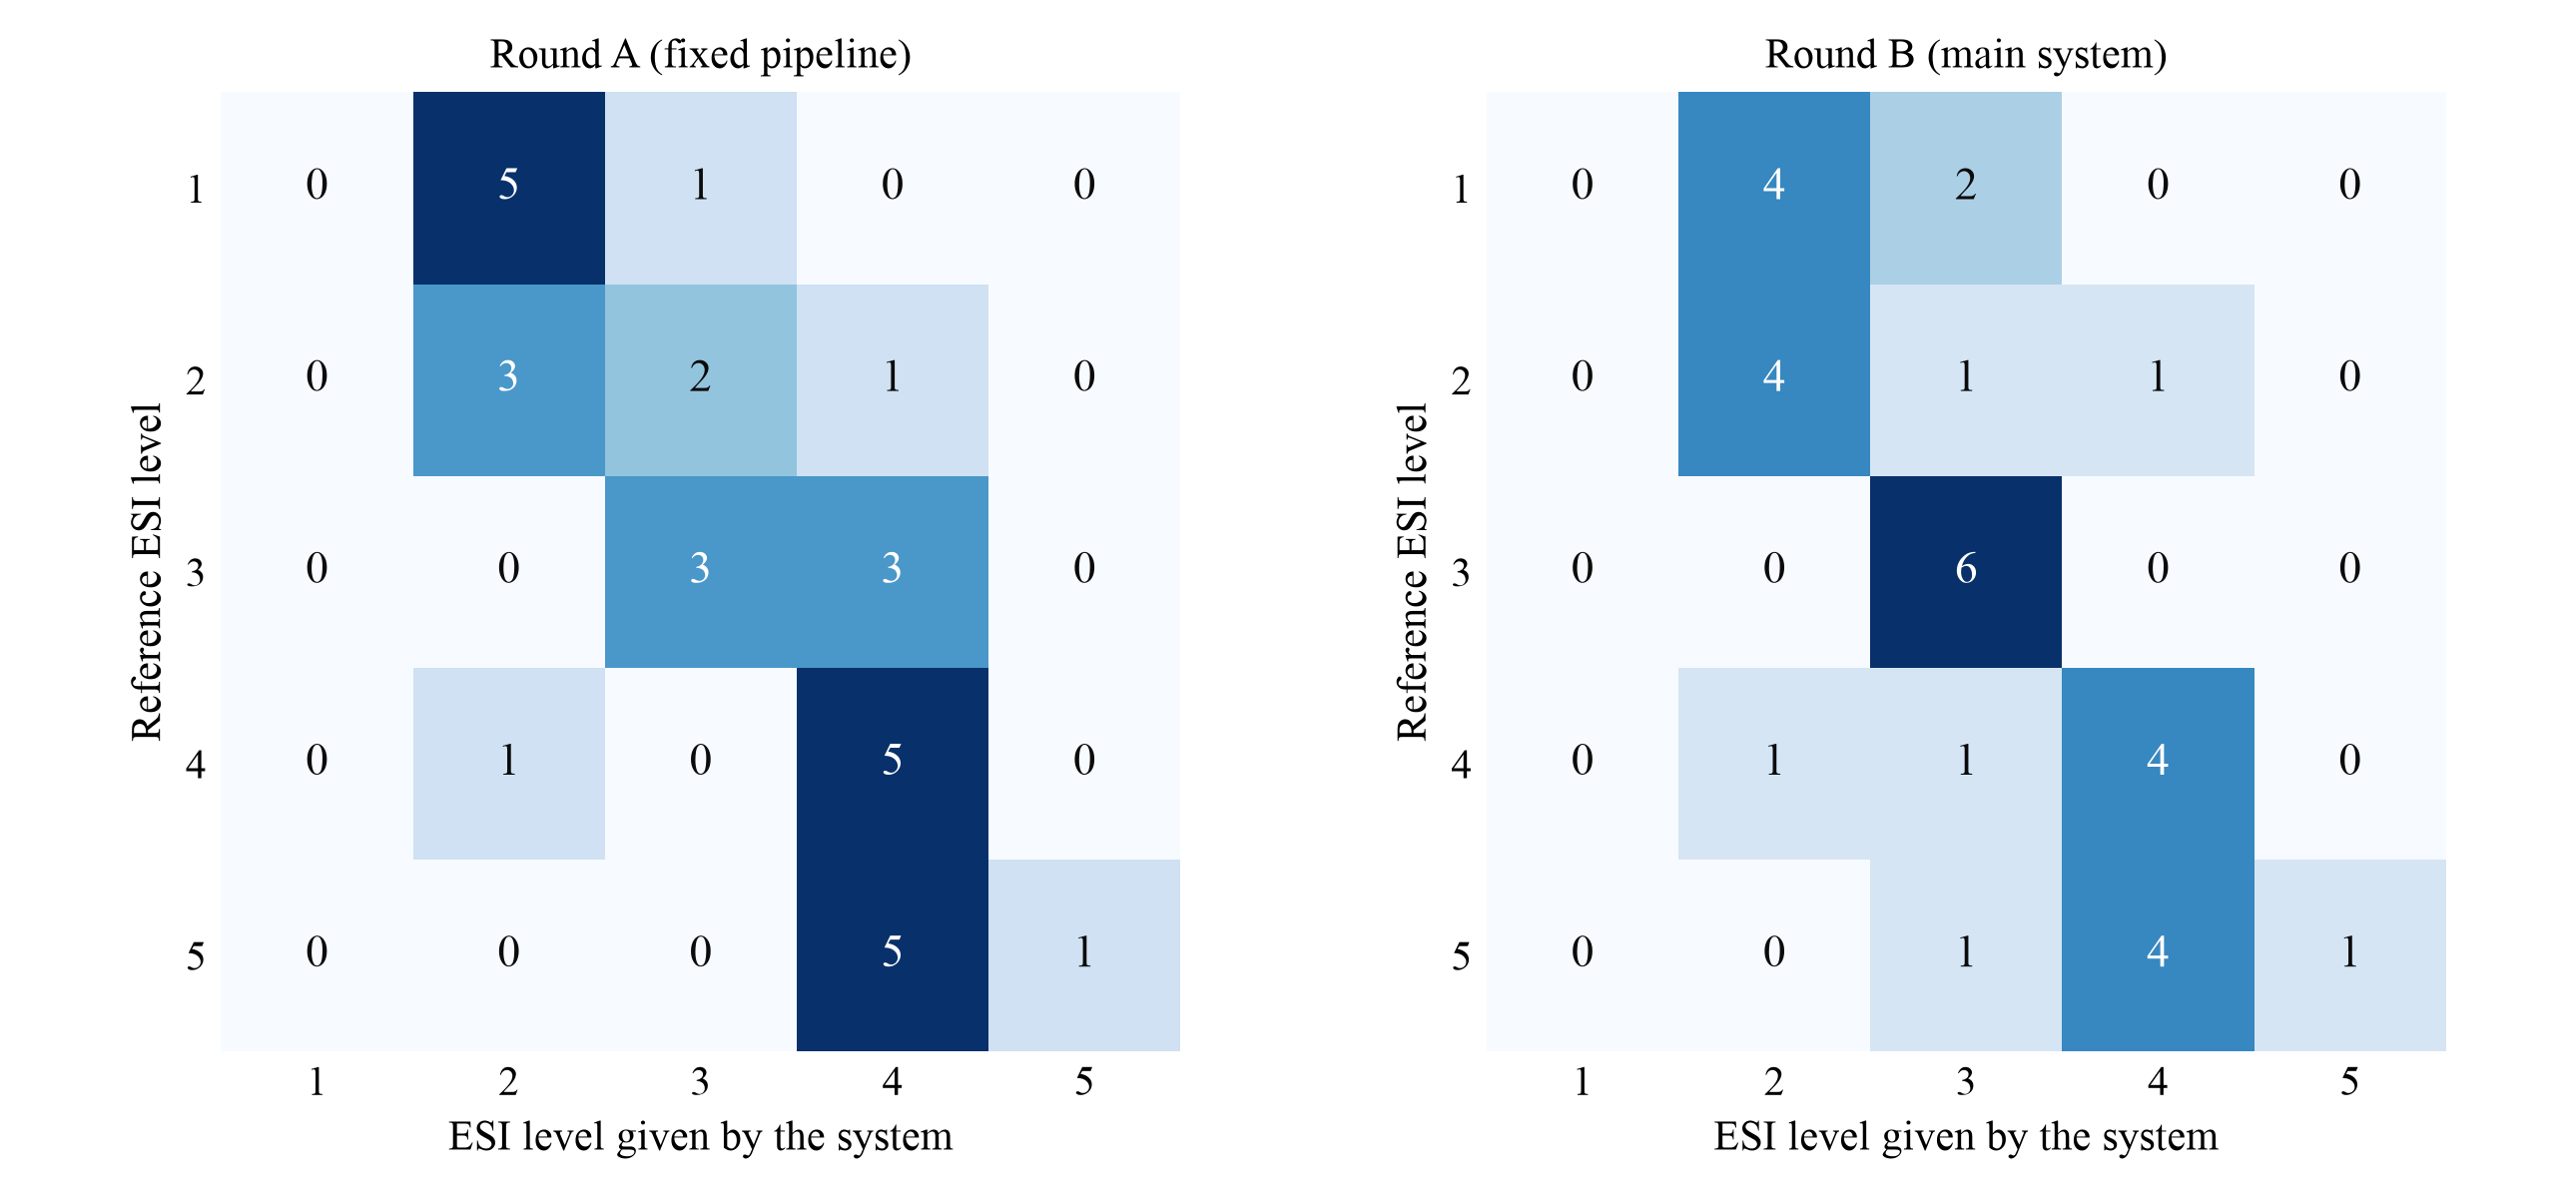 Round A (fixed pipeline)
Reference ESI level
1 0 5 1 0 0
2 0 3 2 1 0
3 0 0 3 3 0
4 0 1 0 5 0
5 0 0 0 5 1
1 2 3 4 5
ESI level given by the system
Round B (main system)
Reference ESI level
1 0 4 2 0 0
2 0 4 1 1 0
3 0 0 6 0 0
4 0 1 1 4 0
5 0 0 1 4 1
1 2 3 4 5
ESI level given by the system